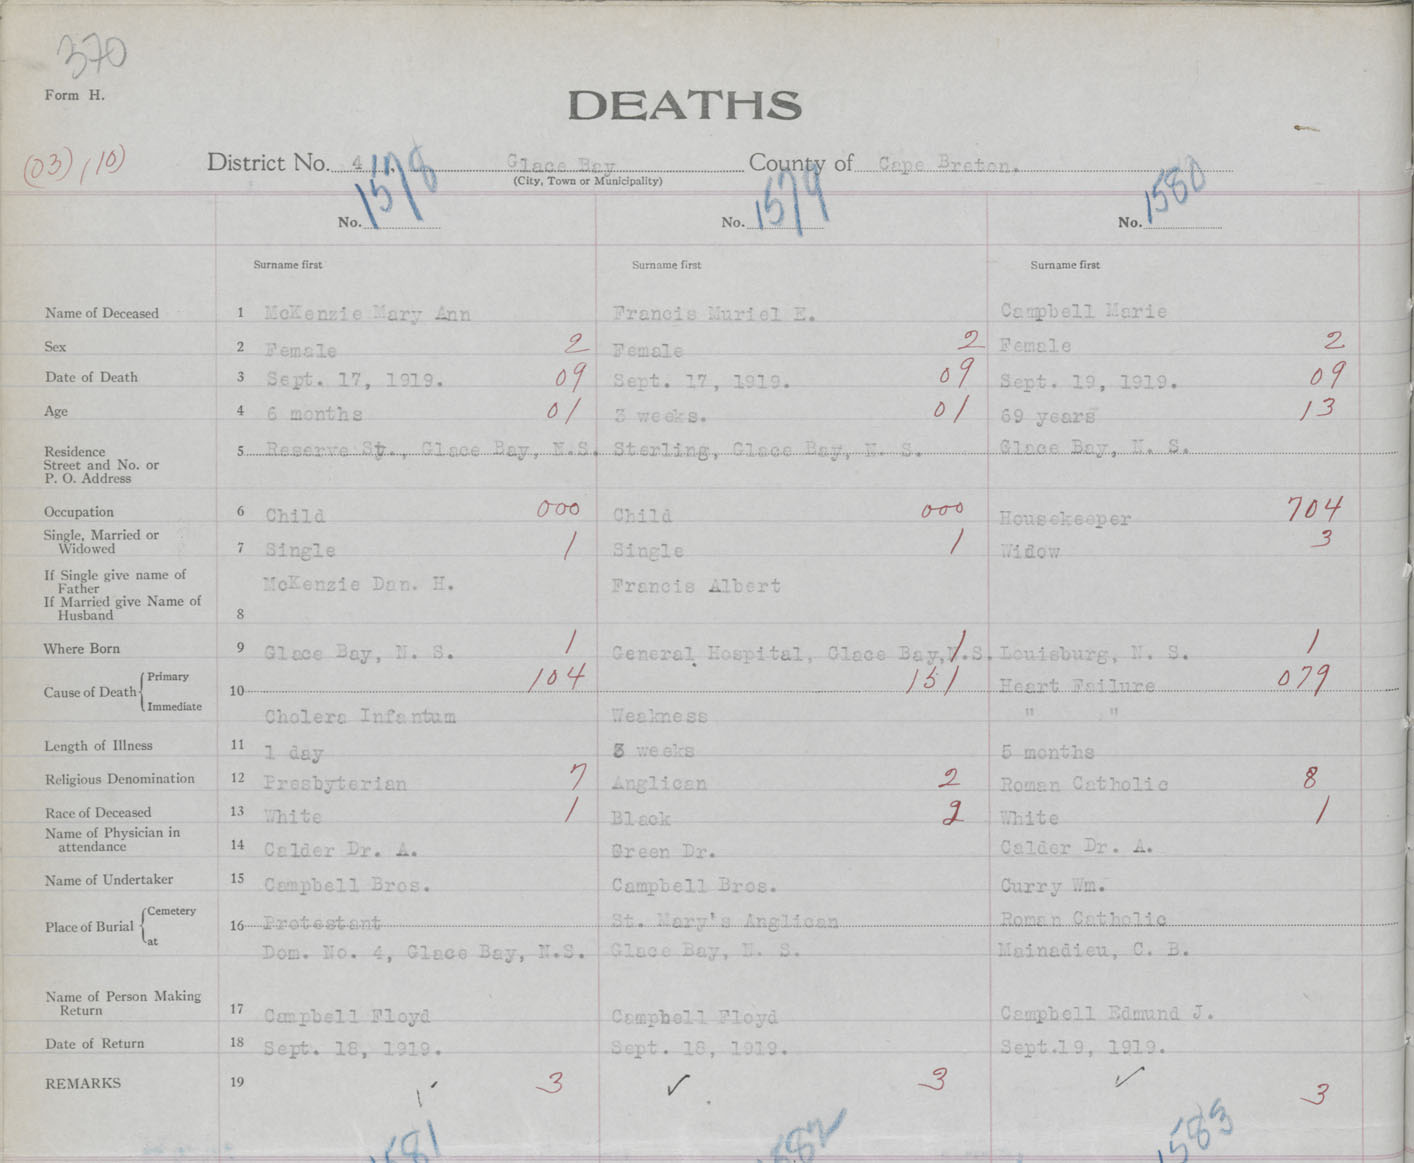 370
Form H.
DEATHS
(03), 10)
District No. 4 Glace Bay County of Cape Breton.
(City, Town or Municipality)
No. 1578 No. 1579 No. 1580
Surname first Surname first Surname first
Name of Deceased 1 McKenzie Mary Ann Francis Muriel E. Campbell Marie
Sex 2 Female 2 Female 2 Female 2
Date of Death 3 Sept. 17, 1919. 09 Sept. 17, 1919. 09 Sept. 19, 1919. 09
Age 4 6 months 01 3 weeks. 01 69 years 13
Residence 5 Reserve St., Glace Bay, N.S. Sterling, Glace Bay, N. S. Glace Bay, N. S.
Street and No. or
P. O. Address
Occupation 6 Child 000 Child 000 Housekeeper 704
Single, Married or
Widowed 7 Single 1 Single 1 Widow 3
If Single give name of
Father McKenzie Dan. H. Francis Albert
If Married give Name of
Husband 8
Where Born 9 Glace Bay, N. S. 1 General Hospital, Glace Bay, N.S. 1 Louisburg, N. S. 1
Cause of Death Primary 10 104 151 Heart Failure 079
Immediate Cholera Infantum Weakness " "
Length of Illness 11 1 day 3 weeks 5 months
Religious Denomination 12 Presbyterian 7 Anglican 2 Roman Catholic 8
Race of Deceased 13 White 1 Black 2 White 1
Name of Physician in
attendance 14 Calder Dr. A. Green Dr. Calder Dr. A.
Name of Undertaker 15 Campbell Bros. Campbell Bros. Curry Wm.
Place of Burial Cemetery 16 Protestant St. Mary's Anglican Roman Catholic
at Dom. No. 4, Glace Bay, N.S. Glace Bay, N. S. Mainadieu, C. B.
Name of Person Making
Return 17 Campbell Floyd Campbell Floyd Campbell Edmund J.
Date of Return 18 Sept. 18, 1919. Sept. 18, 1919. Sept.19, 1919.
REMARKS 19 3 ✓ 3 ✓ 3
1581 1582 1583